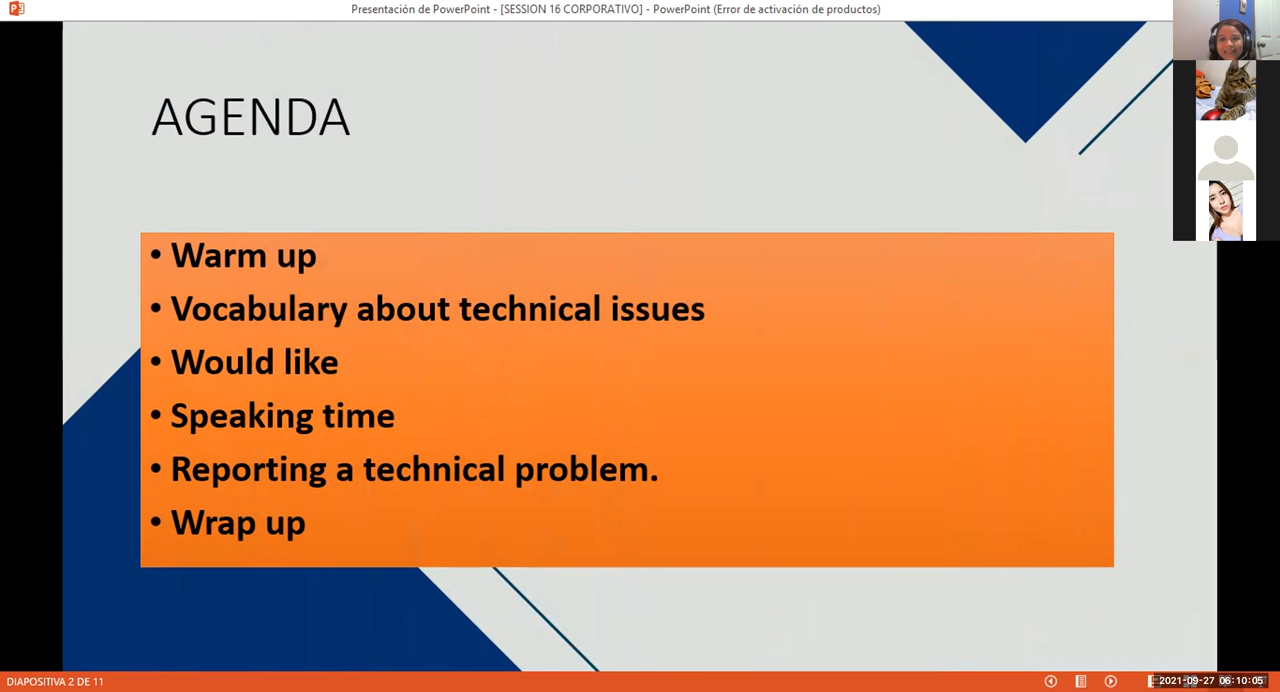 Presentación de PowerPoint - [SESSION 16 CORPORATIVO] - PowerPoint (Error de activación de productos)
AGENDA
• Warm up
• Vocabulary about technical issues
• Would like
• Speaking time
• Reporting a technical problem.
• Wrap up
DIAPOSITIVA 2 DE 11
2021-09-27 06:10:05